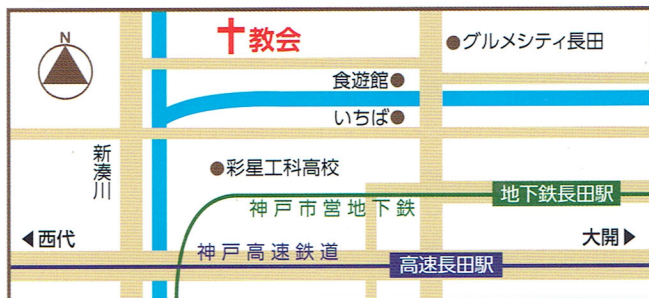 N
教会
グルメシティ長田
食遊館
いちば
新湊川
彩星工科高校
地下鉄長田駅
神戸市営地下鉄
西代
大開
神戸高速鉄道
高速長田駅